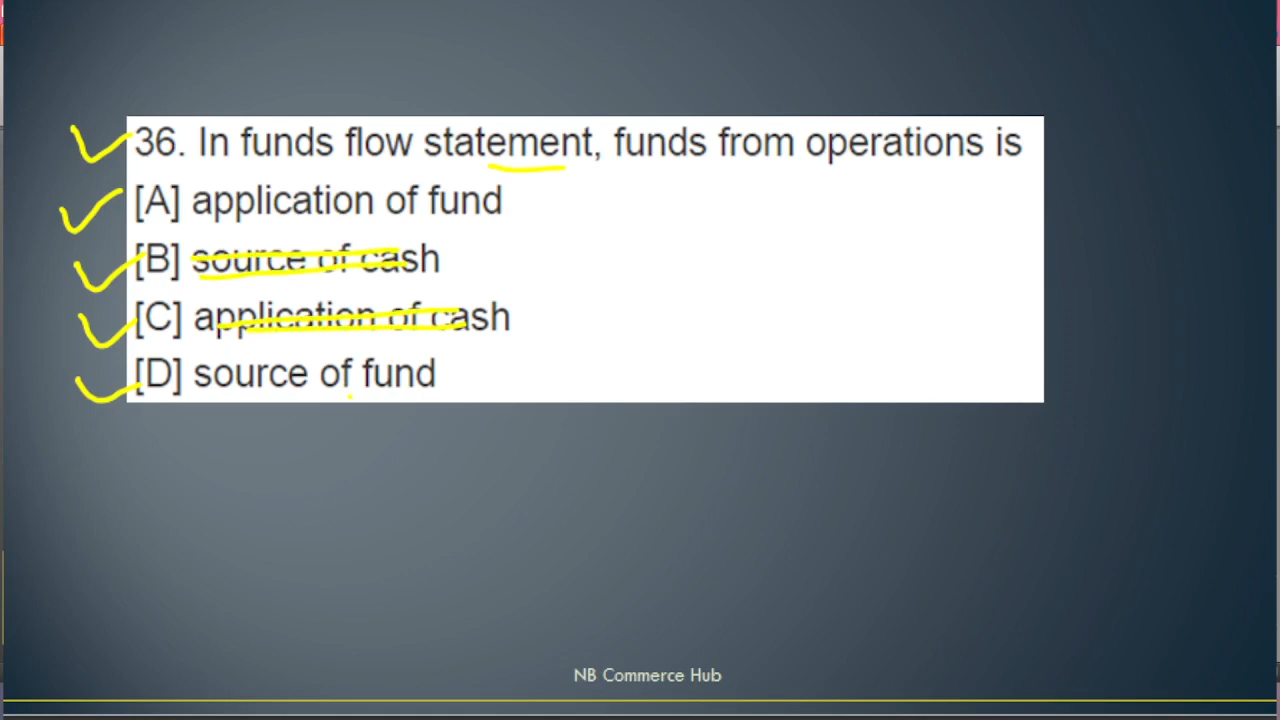 36. In funds flow statement, funds from operations is
[A] application of fund
[B] source of cash
[C] application of cash
[D] source of fund
NB Commerce Hub